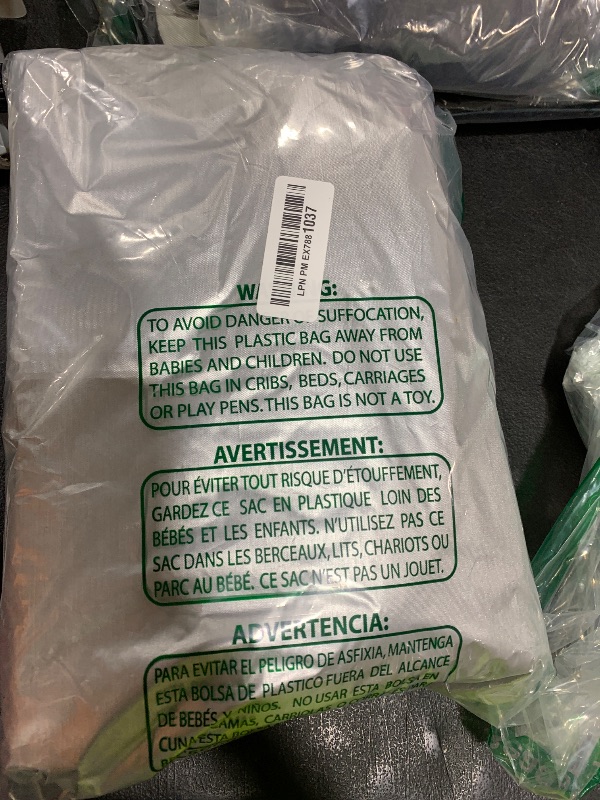 LPN PM EX7881037
TO AVOID DANGER SUFFOCATION,
KEEP THIS PLASTIC BAG AWAY FROM
BABIES AND CHILDREN. DO NOT USE
THIS BAG IN CRIBS, BEDS, CARRIAGES
OR PLAY PENS. THIS BAG IS NOT A TOY.
AVERTISSEMENT:
POUR ÉVITER TOUT RISQUE D'ÉTOUFFEMENT,
GARDEZ CE SAC EN PLASTIQUE LOIN DES
BÉBÉS ET LES ENFANTS. N'UTILISEZ PAS CE
SAC DANS LES BERCEAUX, LITS, CHARIOTS OU
PARC AU BÉBÉ. CE SAC N'EST PAS UN JOUET.
ADVERTENCIA:
PARA EVITAR EL PELIGRO DE ASFIXIA, MANTENGA
ESTA BOLSA DE PLASTICO FUERA DEL ALCANCE
DE BEBÉS Y NIÑOS. NO USAR ESTA BOLSA EN